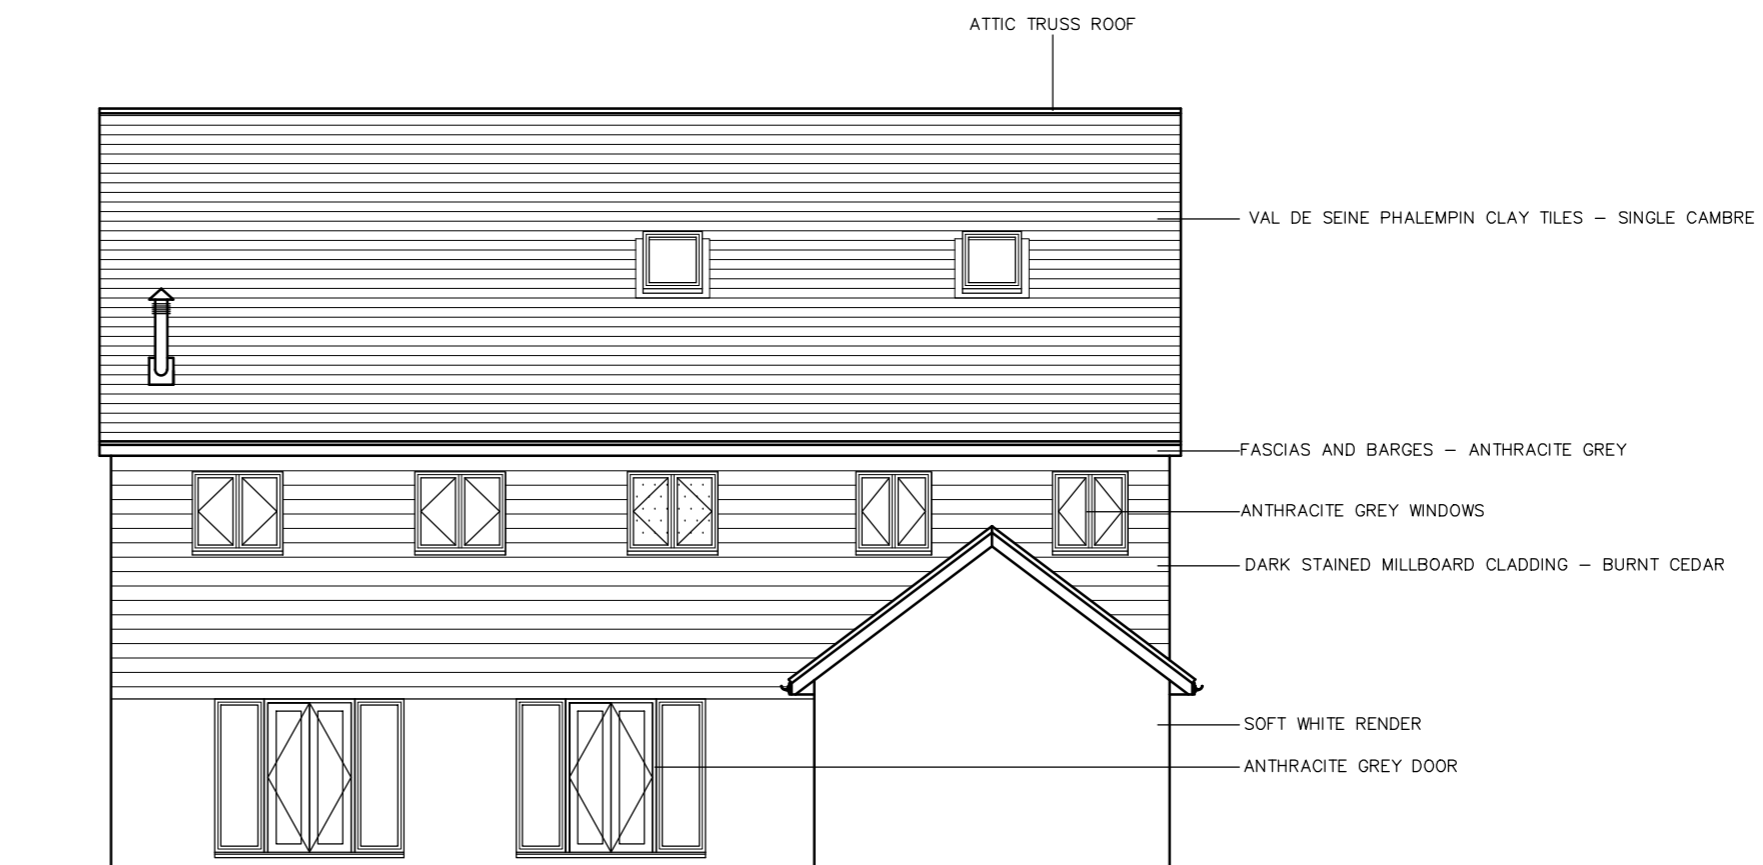 ATTIC TRUSS ROOF
VAL DE SEINE PHALEMPIN CLAY TILES – SINGLE CAMBRE
FASCIAS AND BARGES – ANTHRACITE GREY
ANTHRACITE GREY WINDOWS
DARK STAINED MILLBOARD CLADDING – BURNT CEDAR
SOFT WHITE RENDER
ANTHRACITE GREY DOOR